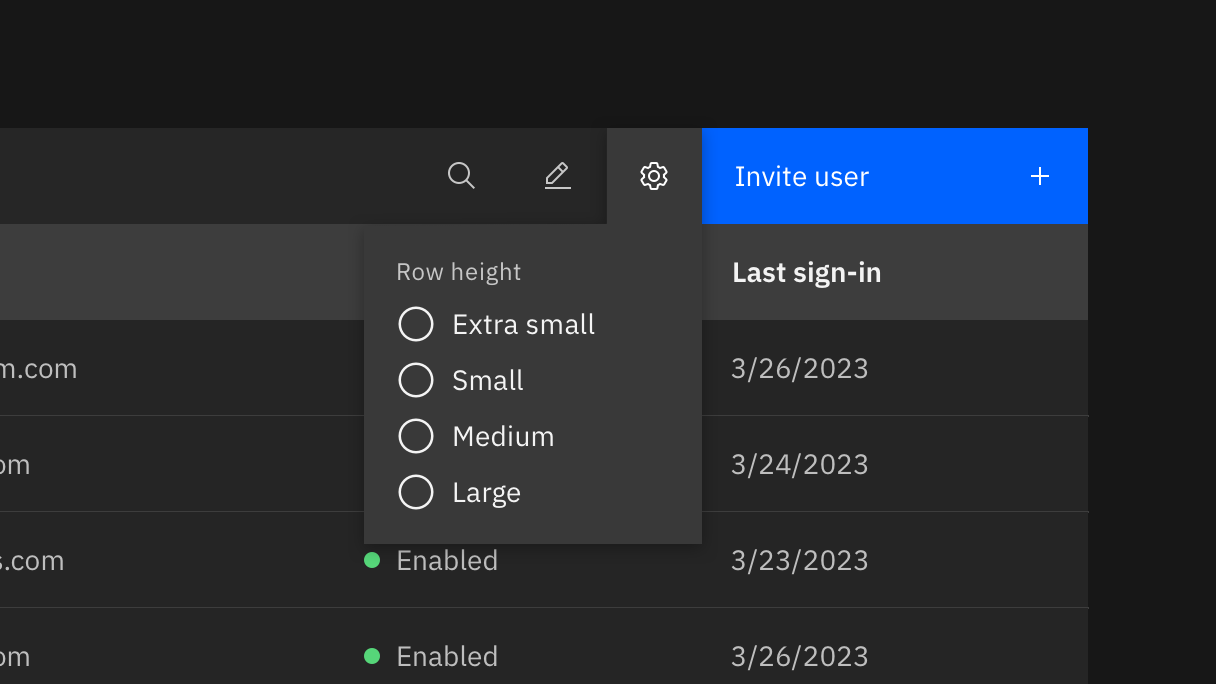 Invite user
Last sign-in
Row height
Extra small
Small
Medium
Large
m.com 3/26/2023
om 3/24/2023
s.com Enabled 3/23/2023
om Enabled 3/26/2023